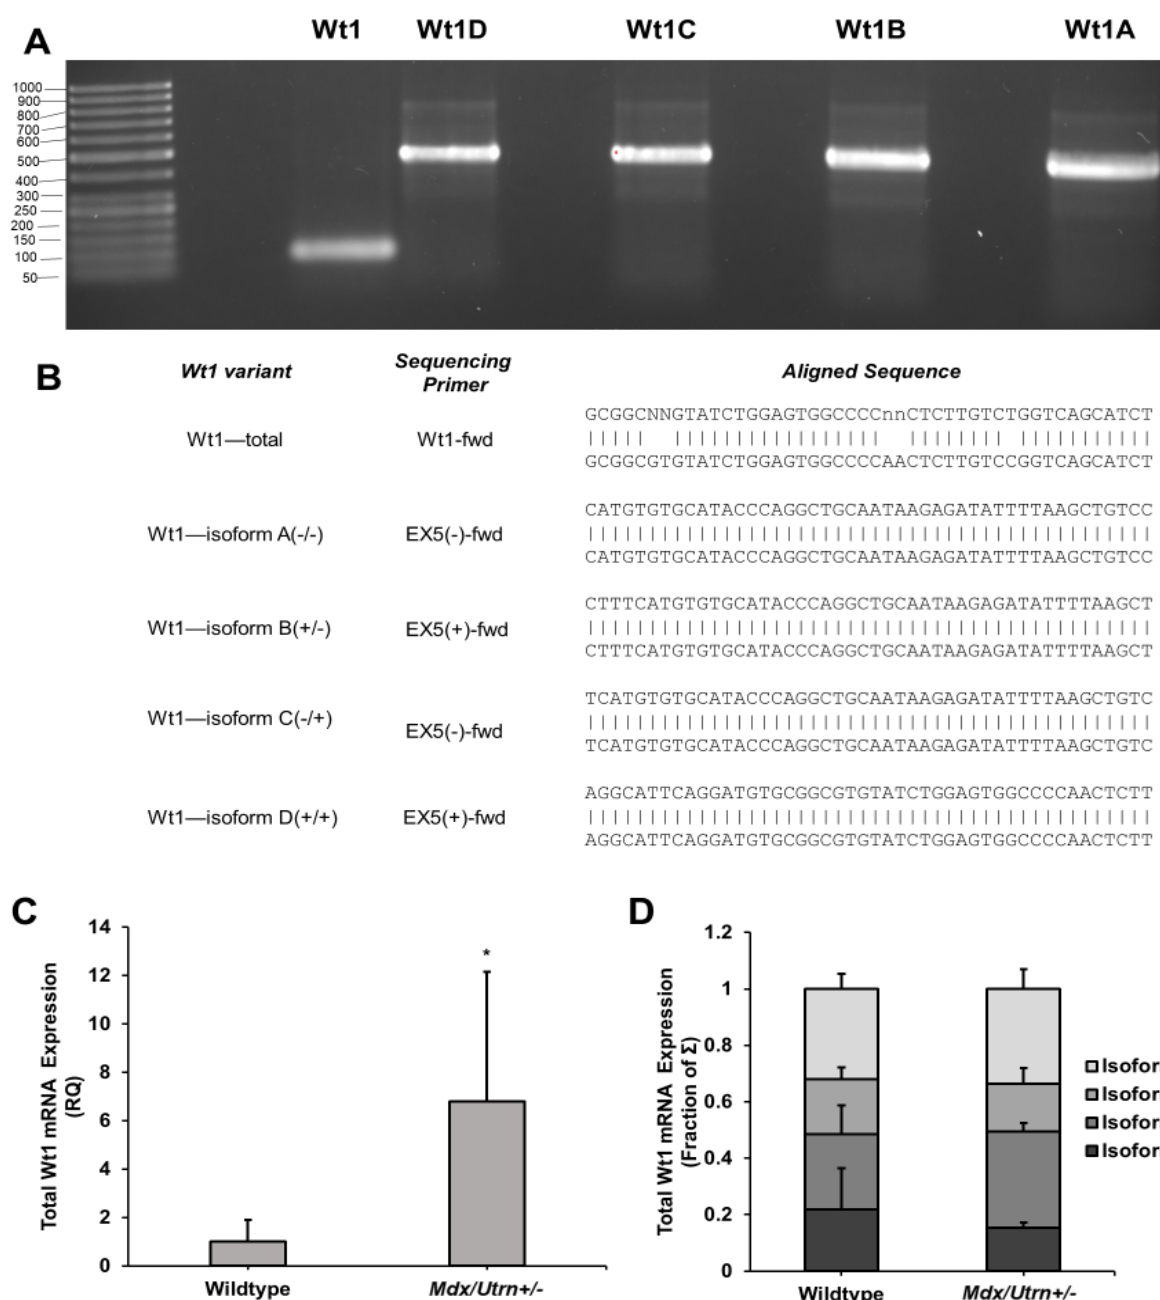 A
Wt1 Wt1D Wt1C Wt1B Wt1A
1000
900
800
700
600
500
400
300
250
200
150
100
50
B
Wt1 variant
Sequencing
Primer
Aligned Sequence
GCGGCNNGTATCTGGAGTGGCCCCnnCTCTTGTCTGGTCAGCATCT
Wt1—total Wt1-fwd
GCGGCGTGTATCTGGAGTGGCCCCAACTCTTGTCCGGTCAGCATCT
CATGTGTGCATACCCAGGCTGCAATAAGAGATATTTTAAGCTGTCC
Wt1—isoform A(-/-) EX5(-)-fwd
CATGTGTGCATACCCAGGCTGCAATAAGAGATATTTTAAGCTGTCC
CTTTCATGTGTGCATACCCAGGCTGCAATAAGAGATATTTTAAGCT
Wt1—isoform B(+/-) EX5(+)-fwd
CTTTCATGTGTGCATACCCAGGCTGCAATAAGAGATATTTTAAGCT
TCATGTGTGCATACCCAGGCTGCAATAAGAGATATTTTAAGCTGTC
Wt1—isoform C(-/+) EX5(-)-fwd
TCATGTGTGCATACCCAGGCTGCAATAAGAGATATTTTAAGCTGTC
AGGCATTCAGGATGTGCGGCGTGTATCTGGAGTGGCCCCAACTCTT
Wt1—isoform D(+/+) EX5(+)-fwd
AGGCATTCAGGATGTGCGGCGTGTATCTGGAGTGGCCCCAACTCTT
C
Total Wt1 mRNA Expression
(RQ)
14
12
10
8
6
4
2
0
*
Wildtype Mdx/Utrn+/-
D
Total Wt1 mRNA Expression
(Fraction of Σ)
1.2
1
0.8
0.6
0.4
0.2
0
Isofor
Isofor
Isofor
Isofor
Wildtype Mdx/Utrn+/-